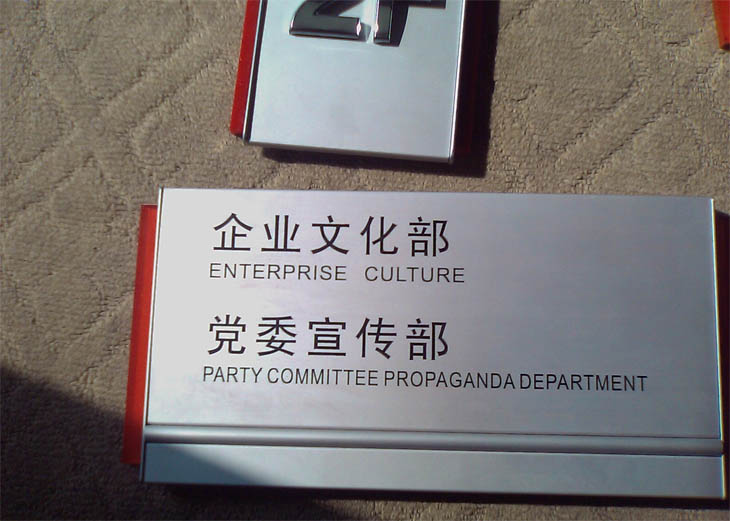 企业文化部
ENTERPRISE CULTURE
党委宣传部
PARTY COMMITTEE PROPAGANDA DEPARTMENT